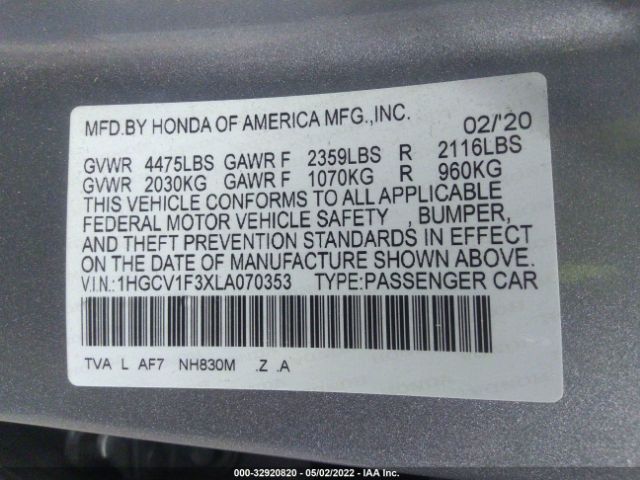 MFD.BY HONDA OF AMERICA MFG.,INC. 02/'20
GVWR 4475LBS GAWR F 2359LBS R 2116LBS
GVWR 2030KG GAWR F 1070KG R 960KG
THIS VEHICLE CONFORMS TO ALL APPLICABLE
FEDERAL MOTOR VEHICLE SAFETY , BUMPER,
AND THEFT PREVENTION STANDARDS IN EFFECT
ON THE DATE OF MANUFACTURE SHOWN ABOVE.
V.I.N.:1HGCV1F3XLA070353 TYPE:PASSENGER CAR
TVA L AF7 NH830M .Z .A
000-32920820 - 05/02/2022 - IAA Inc.